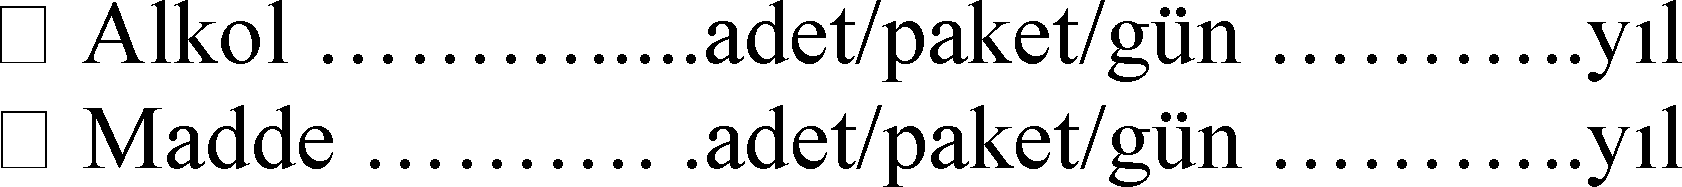 □ Alkol ……………….....adet/paket/gün ………….yıl
□ Madde ………………. .adet/paket/gün ………….yıl